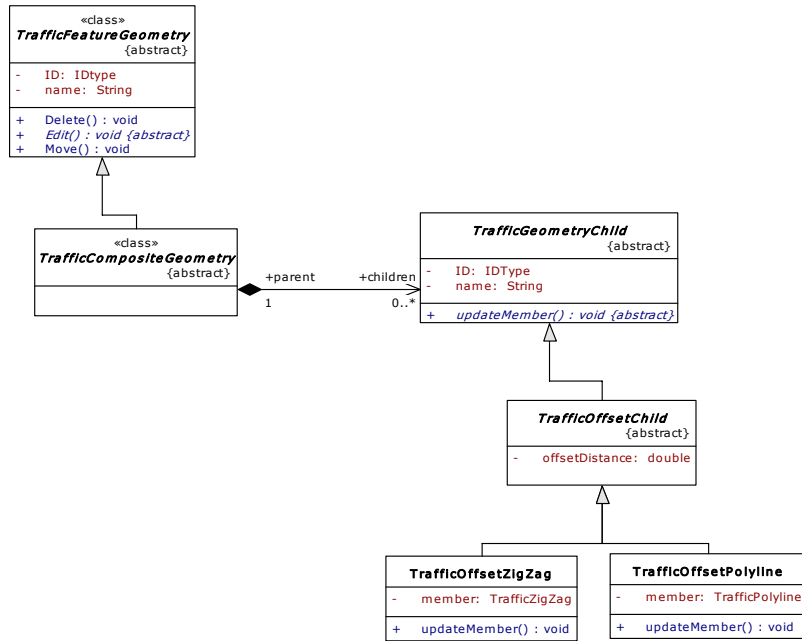 «class»
TrafficFeatureGeometry
{abstract}
- ID: IDtype
- name: String
+ Delete() : void
+ Edit() : void {abstract}
+ Move() : void
«class»
TrafficCompositeGeometry
{abstract}
+parent
1
+children
0..*
TrafficGeometryChild
{abstract}
- ID: IDType
- name: String
+ updateMember() : void {abstract}
TrafficOffsetChild
{abstract}
- offsetDistance: double
TrafficOffsetZigZag
- member: TrafficZigZag
+ updateMember() : void
TrafficOffsetPolyline
- member: TrafficPolyline
+ updateMember() : void